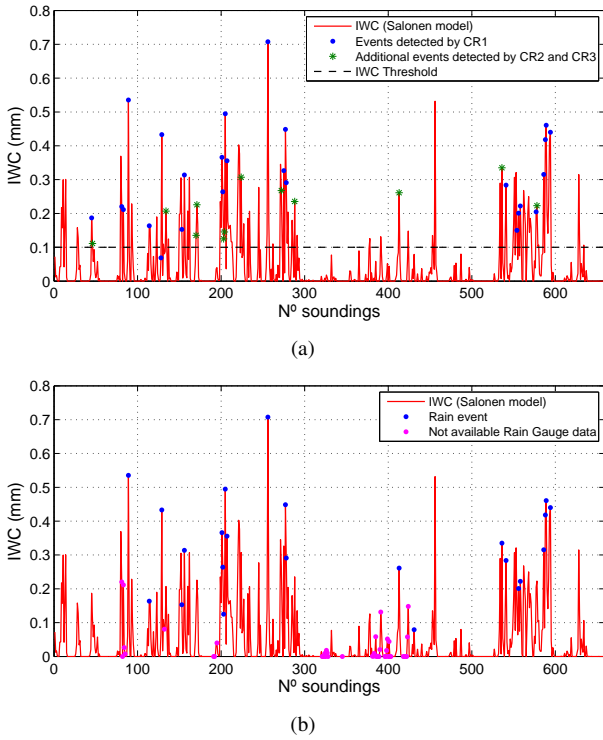 0.8
0.7
0.6
0.5
0.4
0.3
0.2
0.1
0
IWC (mm)
IWC (Salonen model)
Events detected by CR1
Additional events detected by CR2 and CR3
IWC Threshold
0 100 200 300 400 500 600
Nº soundings
(a)
0.8
0.7
0.6
0.5
0.4
0.3
0.2
0.1
0
IWC (mm)
IWC (Salonen model)
Rain event
Not available Rain Gauge data
0 100 200 300 400 500 600
Nº soundings
(b)